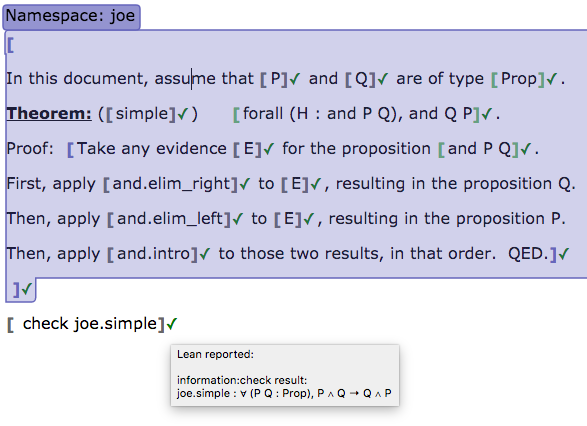 Namespace: joe
[
In this document, assume that [P]✓ and [Q]✓ are of type [Prop]✓.
Theorem: ([simple]✓) [forall (H : and P Q), and Q P]✓.
Proof: [Take any evidence [E]✓ for the proposition [and P Q]✓.
First, apply [and.elim_right]✓ to [E]✓, resulting in the proposition Q.
Then, apply [and.elim_left]✓ to [E]✓, resulting in the proposition P.
Then, apply [and.intro]✓ to those two results, in that order. QED.]✓
]✓
[ check joe.simple]✓
Lean reported:
information:check result:
joe.simple : ∀ (P Q : Prop), P ∧ Q → Q ∧ P